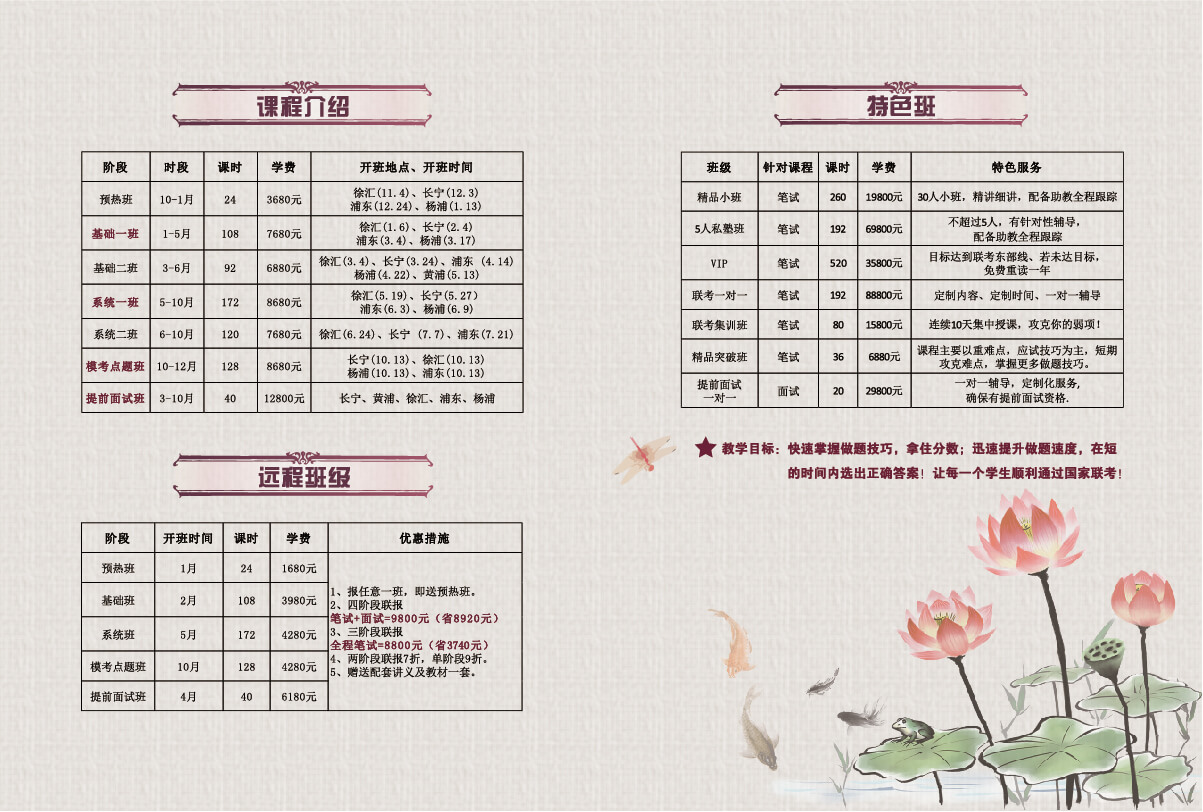 课程介绍
阶段 时段 课时 学费 开班地点、开班时间
预热班 10-1月 24 3680元 徐汇(11.4)、长宁(12.3)
浦东(12.24)、杨浦(1.13)
基础一班 1-5月 108 7680元 徐汇(1.6)、长宁(2.4)
浦东(3.4)、杨浦(3.17)
基础二班 3-6月 92 6880元 徐汇(3.4)、长宁(3.24)、浦东 (4.14)
杨浦(4.22)、黄浦(5.13)
系统一班 5-10月 172 8680元 徐汇(5.19)、长宁(5.27)
浦东(6.3)、杨浦(6.9)
系统二班 6-10月 120 7680元 徐汇(6.24)、长宁 (7.7)、浦东(7.21)
模考点题班 10-12月 128 8680元 长宁(10.13)、徐汇(10.13)
杨浦(10.13)、浦东(10.13)
提前面试班 3-10月 40 12800元 长宁、黄浦、徐汇、浦东、杨浦
远程班级
阶段 开班时间 课时 学费 优惠措施
预热班 1月 24 1680元
基础班 2月 108 3980元
系统班 5月 172 4280元
模考点题班 10月 128 4280元
提前面试班 4月 40 6180元
1、报任意一班，即送预热班。
2、四阶段联报
笔试+面试=9800元（省8920元）
3、三阶段联报
全程笔试=8800元（省3740元）
4、两阶段联报7折，单阶段9折。
5、赠送配套讲义及教材一套。
特色班
班级 针对课程 课时 学费 特色服务
精品小班 笔试 260 19800元 30人小班，精讲细讲，配备助教全程跟踪
5人私塾班 笔试 192 69800元 不超过5人，有针对性辅导，
配备助教全程跟踪
VIP 笔试 520 35800元 目标达到联考东部线、若未达目标，
免费重读一年
联考一对一 笔试 192 88800元 定制内容、定制时间、一对一辅导
联考集训班 笔试 80 15800元 连续10天集中授课，攻克你的弱项！
精品突破班 笔试 36 6880元 课程主要以重难点，应试技巧为主，短期
攻克难点，掌握更多做题技巧。
提前面试
一对一 面试 20 29800元 一对一辅导，定制化服务，
确保有提前面试资格.
教学目标：快速掌握做题技巧，拿住分数；迅速提升做题速度，在短
的时间内选出正确答案！让每一个学生顺利通过国家联考！